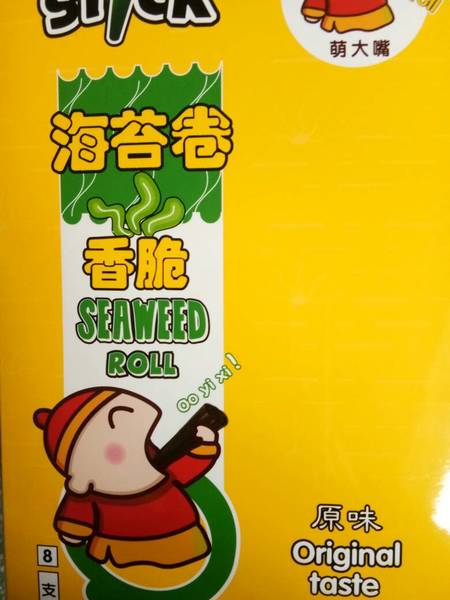 STICK
萌大嘴
海苔卷
香脆
SEAWEED
ROLL
Oo yi xi!
原味
Original
taste
8
支